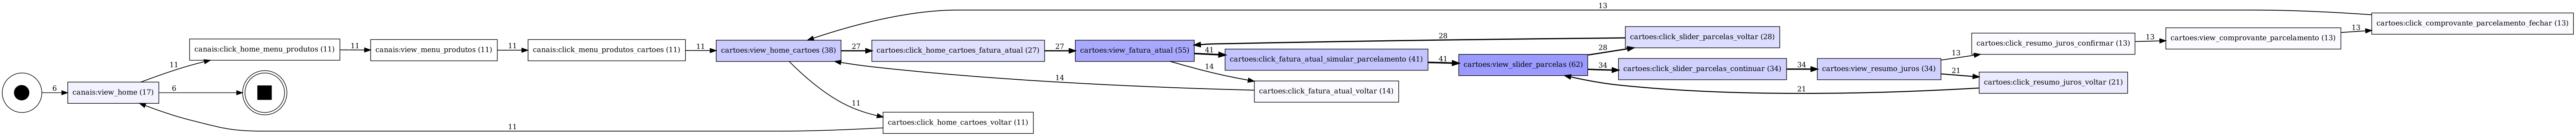 13
cartoes:click_comprovante_parcelamento_fechar (13)
13
cartoes:view_comprovante_parcelamento (13)
13
cartoes:click_resumo_juros_confirmar (13)
13
cartoes:click_slider_parcelas_voltar (28)
28
28
canais:click_home_menu_produtos (11)
11
canais:view_menu_produtos (11)
11
canais:click_menu_produtos_cartoes (11)
11
cartoes:view_home_cartoes (38)
27
cartoes:click_home_cartoes_fatura_atual (27)
27
cartoes:view_fatura_atual (55)
41
cartoes:click_fatura_atual_simular_parcelamento (41)
41
cartoes:view_slider_parcelas (62)
34
cartoes:click_slider_parcelas_continuar (34)
34
cartoes:view_resumo_juros (34)
21
cartoes:click_resumo_juros_voltar (21)
21
14
14
cartoes:click_fatura_atual_voltar (14)
11
6
canais:view_home (17)
6
11
cartoes:click_home_cartoes_voltar (11)
11